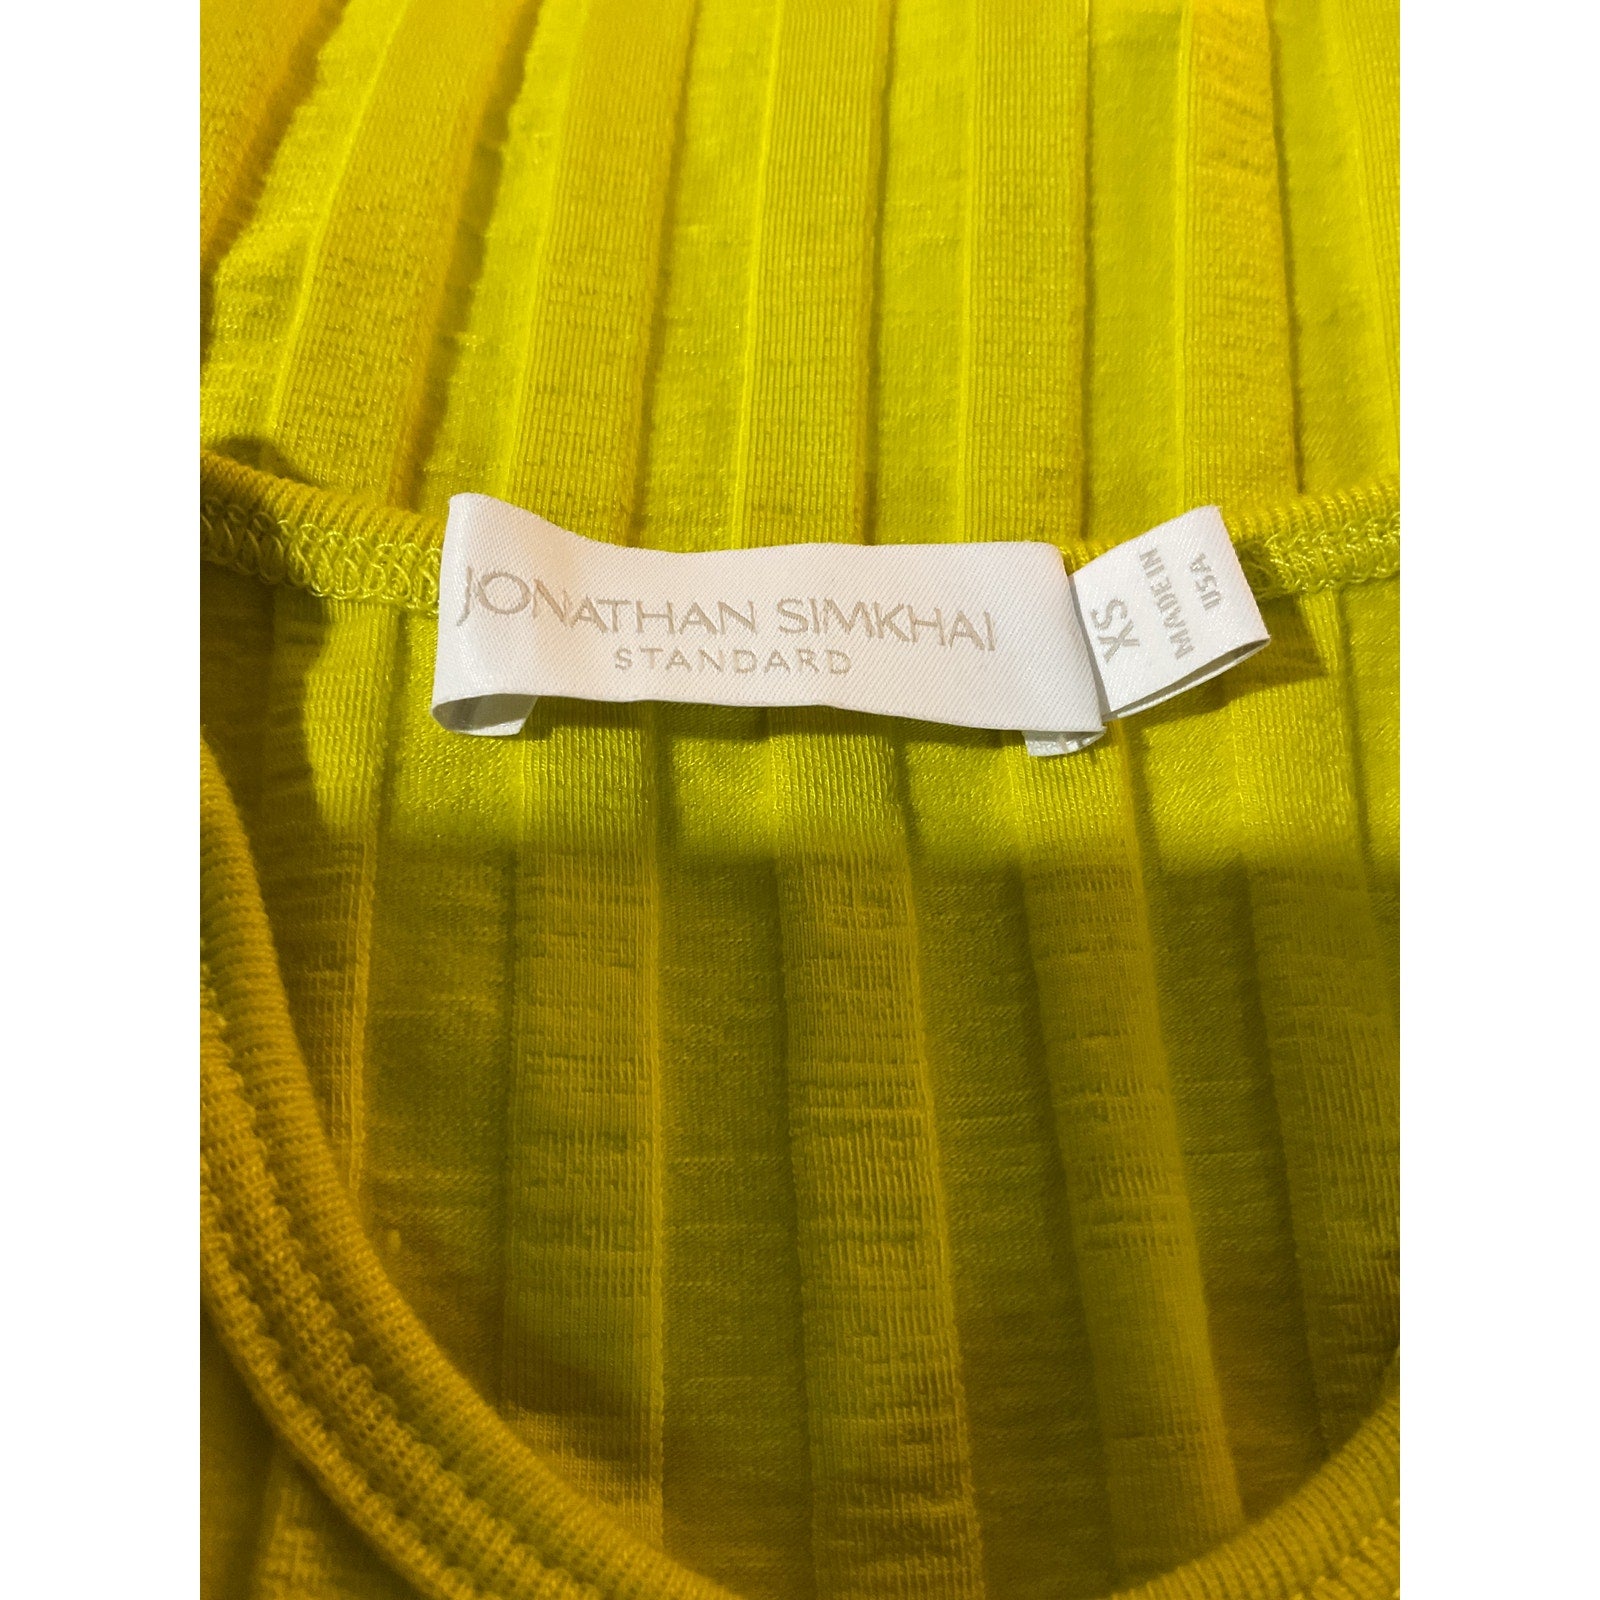 JONATHAN SIMKHAI
STANDARD
XS
MADE IN
USA